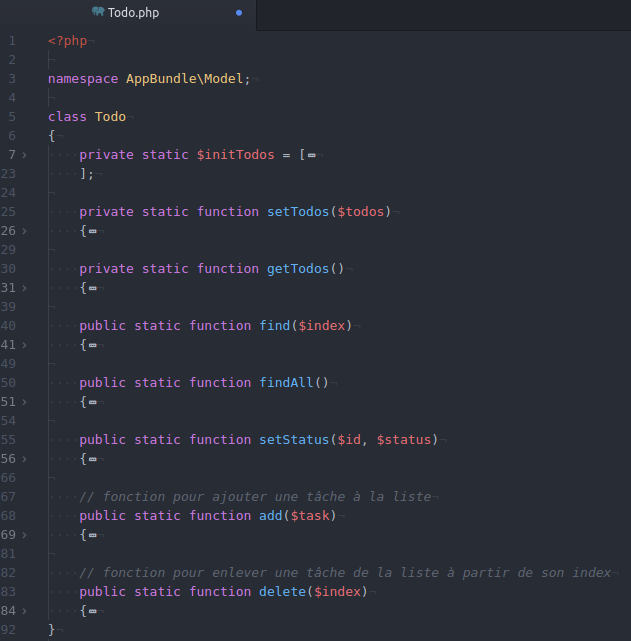 Todo.php
1 <?php
2
3 namespace AppBundle\Model;
4
5 class Todo
6 {
7 private static $initTodos = [
23 ];
24
25 private static function setTodos($todos)
26 {
29
30 private static function getTodos()
31 {
39
40 public static function find($index)
41 {
49
50 public static function findAll()
51 {
54
55 public static function setStatus($id, $status)
56 {
66
67 // fonction pour ajouter une tâche à la liste
68 public static function add($task)
69 {
81
82 // fonction pour enlever une tâche de la liste à partir de son index
83 public static function delete($index)
84 {
92 }